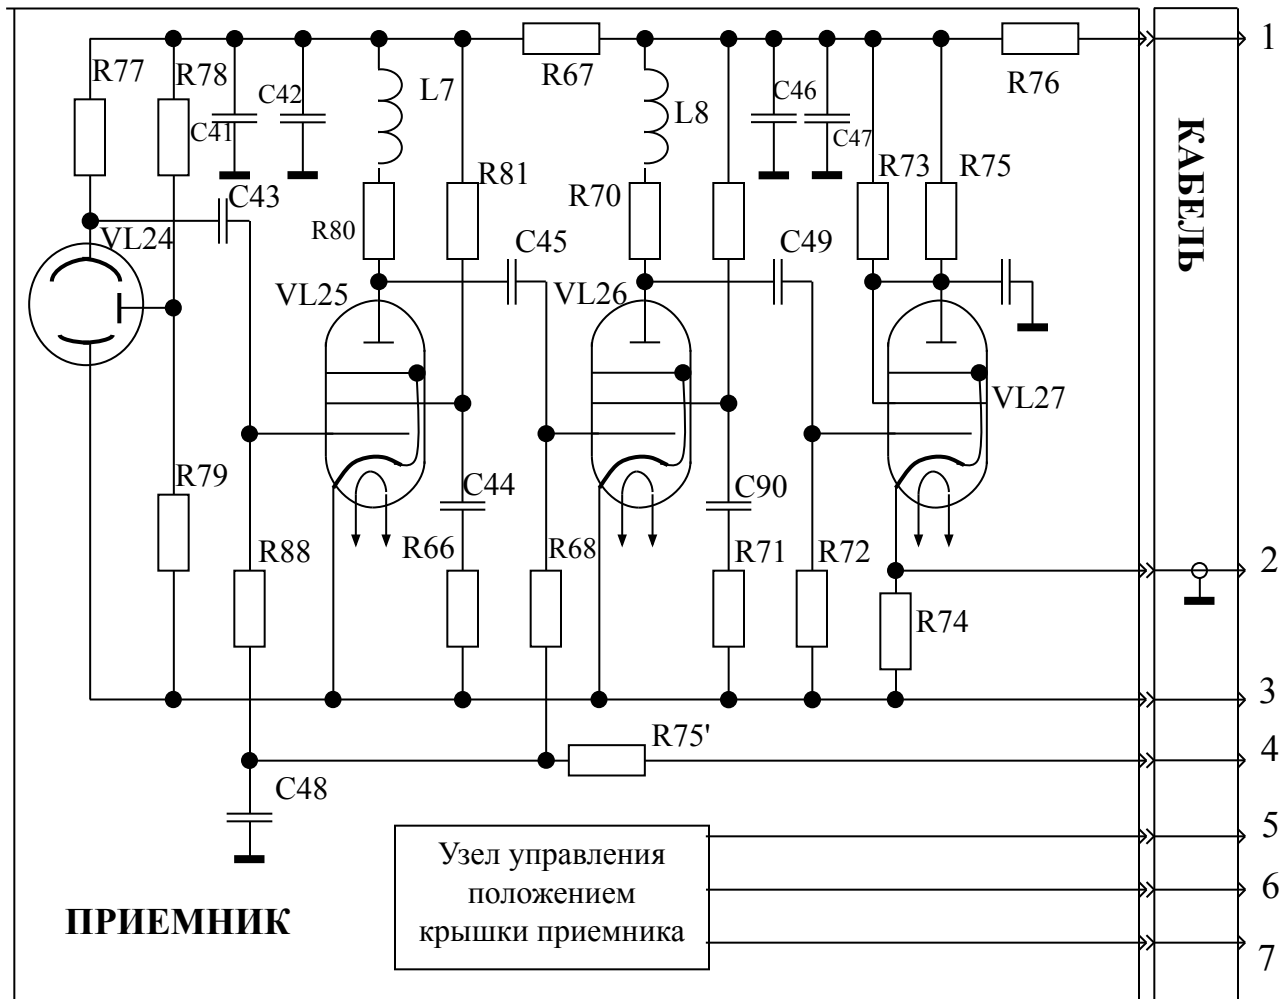 1
R77
R78
C41
C42
L7
R67
L8
C46
C47
R76
КАБЕЛЬ
C43
R81
R80
R70
R73
R75
VL24
C45
C49
VL25
VL26
VL27
R79
C44
C90
R88
R66
R68
R71
R72
2
R74
3
R75'
4
C48
5
Узел управления
положением
крышки приемника
6
ПРИЕМНИК
7